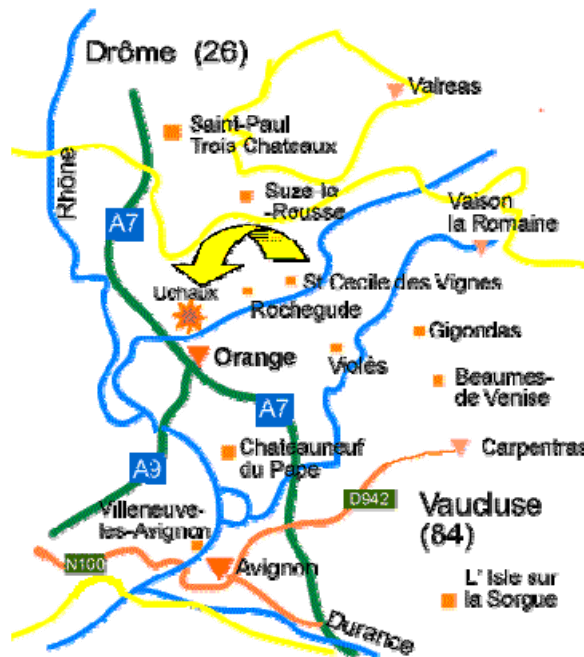 Drôme (26)
Valreas
Saint-Paul
Trois Chateaux
Rhône
Suze-le
-Rousse
Vaison
la Romaine
A7
St Cecile des Vignes
Uchaux
Rochegude
Gigondas
Orange
Violès
Beaumes-
de Venise
A7
A9
Chateauneuf
du Pape
Carpentras
D942
Villeneuve-
les-Avignon
Vaucluse
(84)
N100
Avignon
L' Isle sur
la Sorgue
Durance